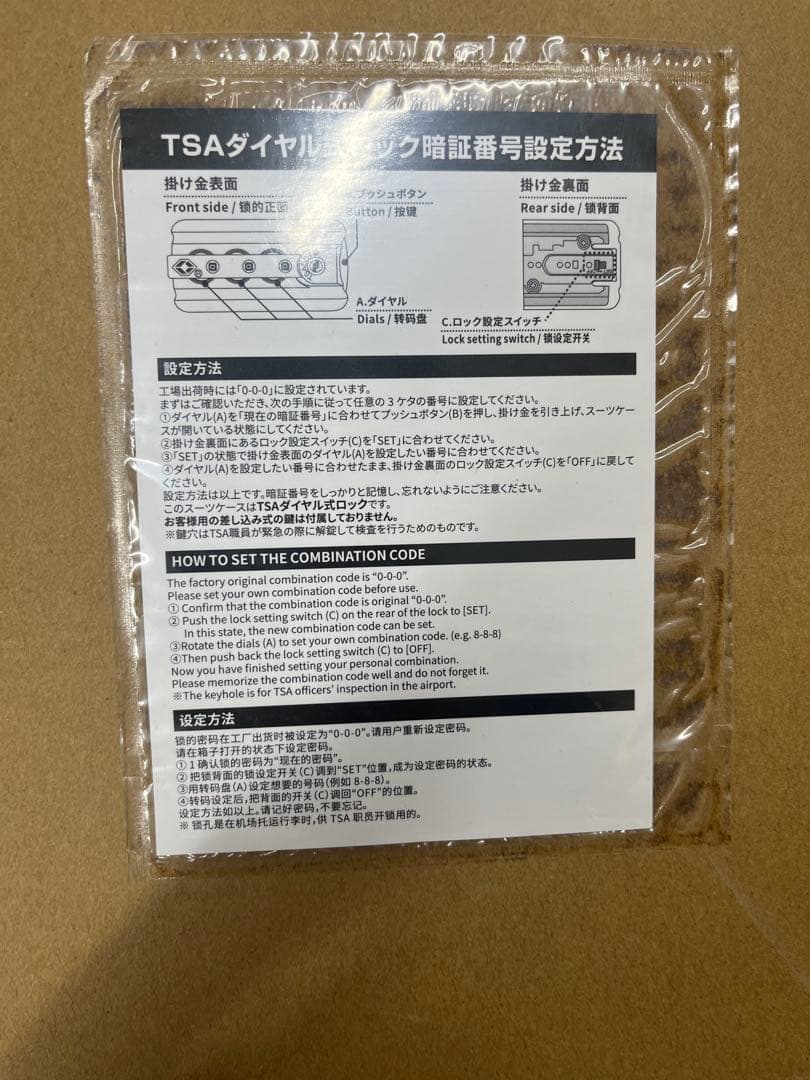 TSAダイヤル式ロック暗証番号設定方法
掛け金表面
Front side / 锁的正面
プッシュボタン
Button / 按键
掛け金裏面
Rear side / 锁背面
A.ダイヤル
Dials / 转码盘
C.ロック設定スイッチ
Lock setting switch / 锁设定开关
設定方法
工場出荷時には「0-0-0」に設定されています。
まずはご確認いただき、次の手順に従って任意の3ケタの番号に設定してください。
①ダイヤル(A)を「現在の暗証番号」に合わせてプッシュボタン(B)を押し、掛け金を引き上げ、スーツケー
スが開いている状態にしてください。
②掛け金裏面にあるロック設定スイッチ(C)を「SET」に合わせてください。
③「SET」の状態で掛け金表面のダイヤル(A)を設定したい番号に合わせてください。
④ダイヤル(A)を設定したい番号に合わせたまま、掛け金裏面のロック設定スイッチ(C)を「OFF」に戻して
ください。
設定方法は以上です。暗証番号をしっかりと記憶し、忘れないようにご注意ください。
このスーツケースはTSAダイヤル式ロックです。
お客様用の差し込み式の鍵は付属しておりません。
※鍵穴はTSA職員が緊急の際に解錠して検査を行うためのものです。
HOW TO SET THE COMBINATION CODE
The factory original combination code is “0-0-0”.
Please set your own combination code before use.
① Confirm that the combination code is original “0-0-0”.
② Push the lock setting switch (C) on the rear of the lock to [SET].
In this state, the new combination code can be set.
③Rotate the dials (A) to set your own combination code. (e.g. 8-8-8)
④Then push back the lock setting switch (C) to [OFF].
Now you have finished setting your personal combination.
Please memorize the combination code well and do not forget it.
※The keyhole is for TSA officers’ inspection in the airport.
设定方法
锁的密码在工厂出货时被设定为“0-0-0”。请用户重新设定密码。
请在箱子打开的状态下设定密码。
①1确认锁的密码为“现在的密码”。
② 把锁背面的锁设定开关(C)调到“SET”位置，成为设定密码的状态。
③用转码盘(A)设定想要的号码(例如 8-8-8)。
④转码设定后，把背面的开关(C)调回“OFF”的位置。
设定方法如以上。请记好密码，不要忘记。
※ 锁孔是在机场托运行李时，供 TSA 职员开锁用的。